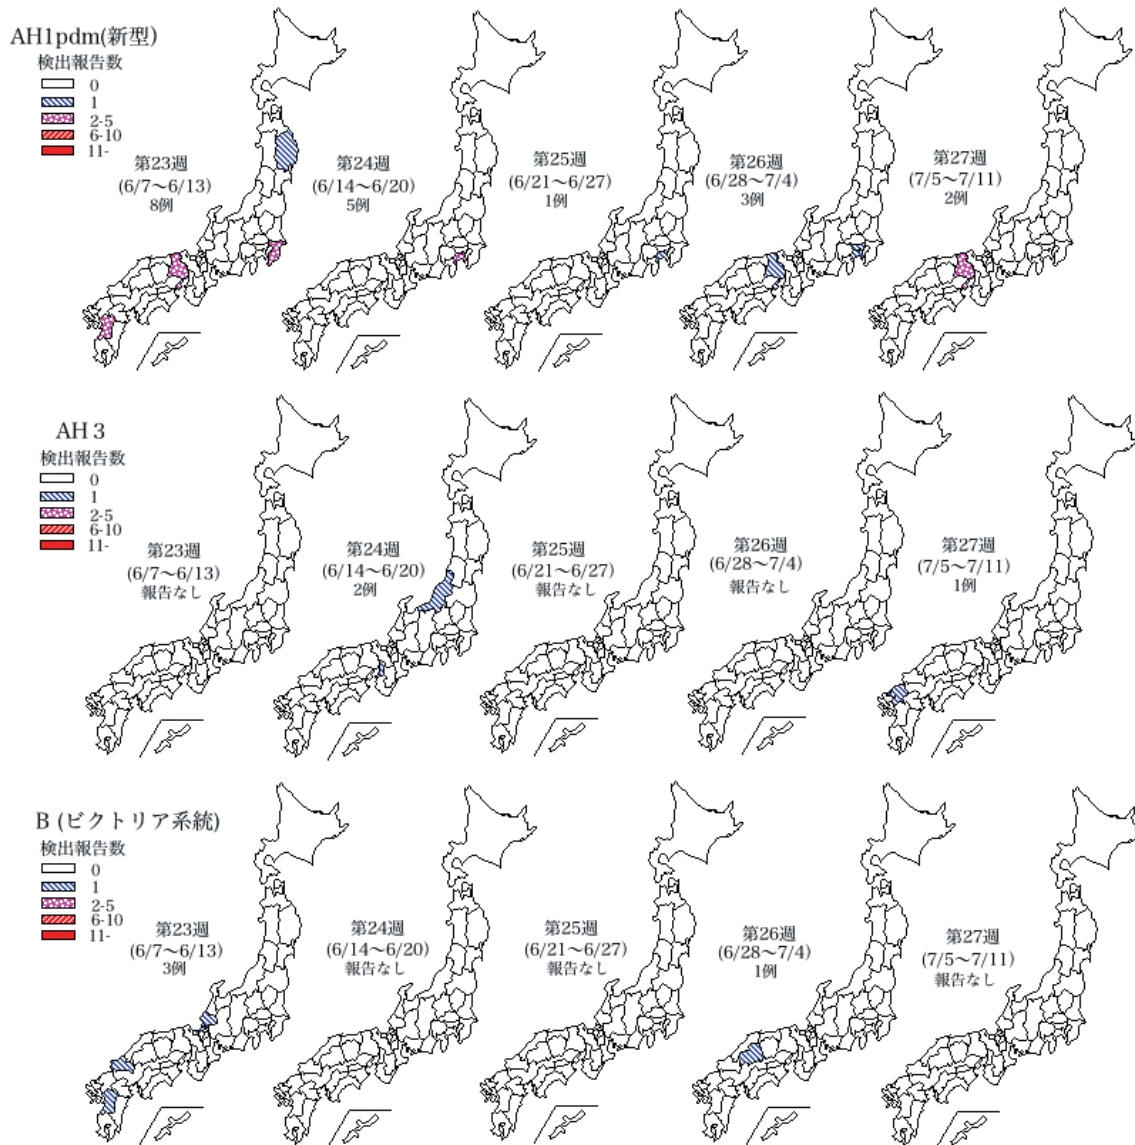 AH1pdm(新型)
検出報告数
0
1
2-5
6-10
11-
第23週
(6/7～6/13)
8例
第24週
(6/14～6/20)
5例
第25週
(6/21～6/27)
1例
第26週
(6/28～7/4)
3例
第27週
(7/5～7/11)
2例
AH 3
検出報告数
0
1
2-5
6-10
11-
第23週
(6/7～6/13)
報告なし
第24週
(6/14～6/20)
2例
第25週
(6/21～6/27)
報告なし
第26週
(6/28～7/4)
報告なし
第27週
(7/5～7/11)
1例
B (ビクトリア系統)
検出報告数
0
1
2-5
6-10
11-
第23週
(6/7～6/13)
3例
第24週
(6/14～6/20)
報告なし
第25週
(6/21～6/27)
報告なし
第26週
(6/28～7/4)
1例
第27週
(7/5～7/11)
報告なし